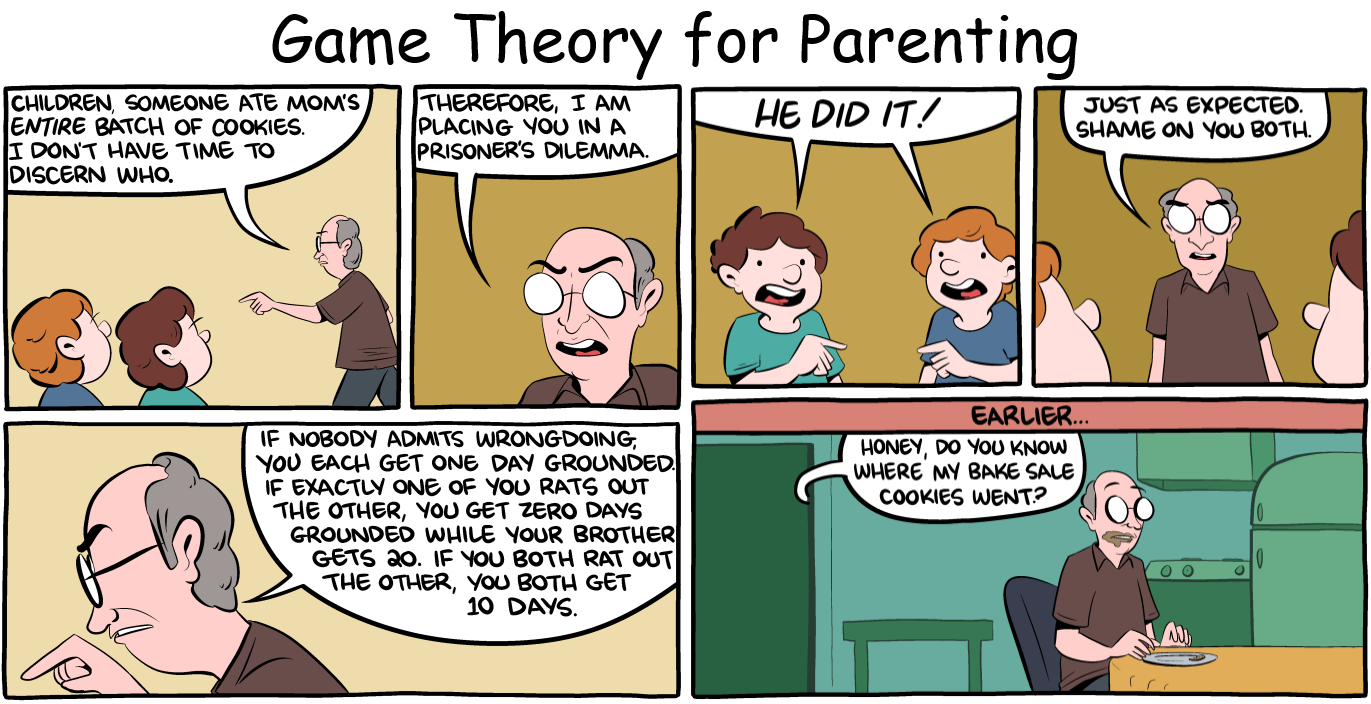 Game Theory for Parenting
CHILDREN, SOMEONE ATE MOM'S
ENTIRE BATCH OF COOKIES.
I DON'T HAVE TIME TO
DISCERN WHO.
THEREFORE, I AM
PLACING YOU IN A
PRISONER'S DILEMMA.
IF NOBODY ADMITS WRONGDOING,
YOU EACH GET ONE DAY GROUNDED.
IF EXACTLY ONE OF YOU RATS OUT
THE OTHER, YOU GET ZERO DAYS
GROUNDED WHILE YOUR BROTHER
GETS 20. IF YOU BOTH RAT OUT
THE OTHER, YOU BOTH GET
10 DAYS.
HE DID IT!
JUST AS EXPECTED.
SHAME ON YOU BOTH.
EARLIER...
HONEY, DO YOU KNOW
WHERE MY BAKE SALE
COOKIES WENT?